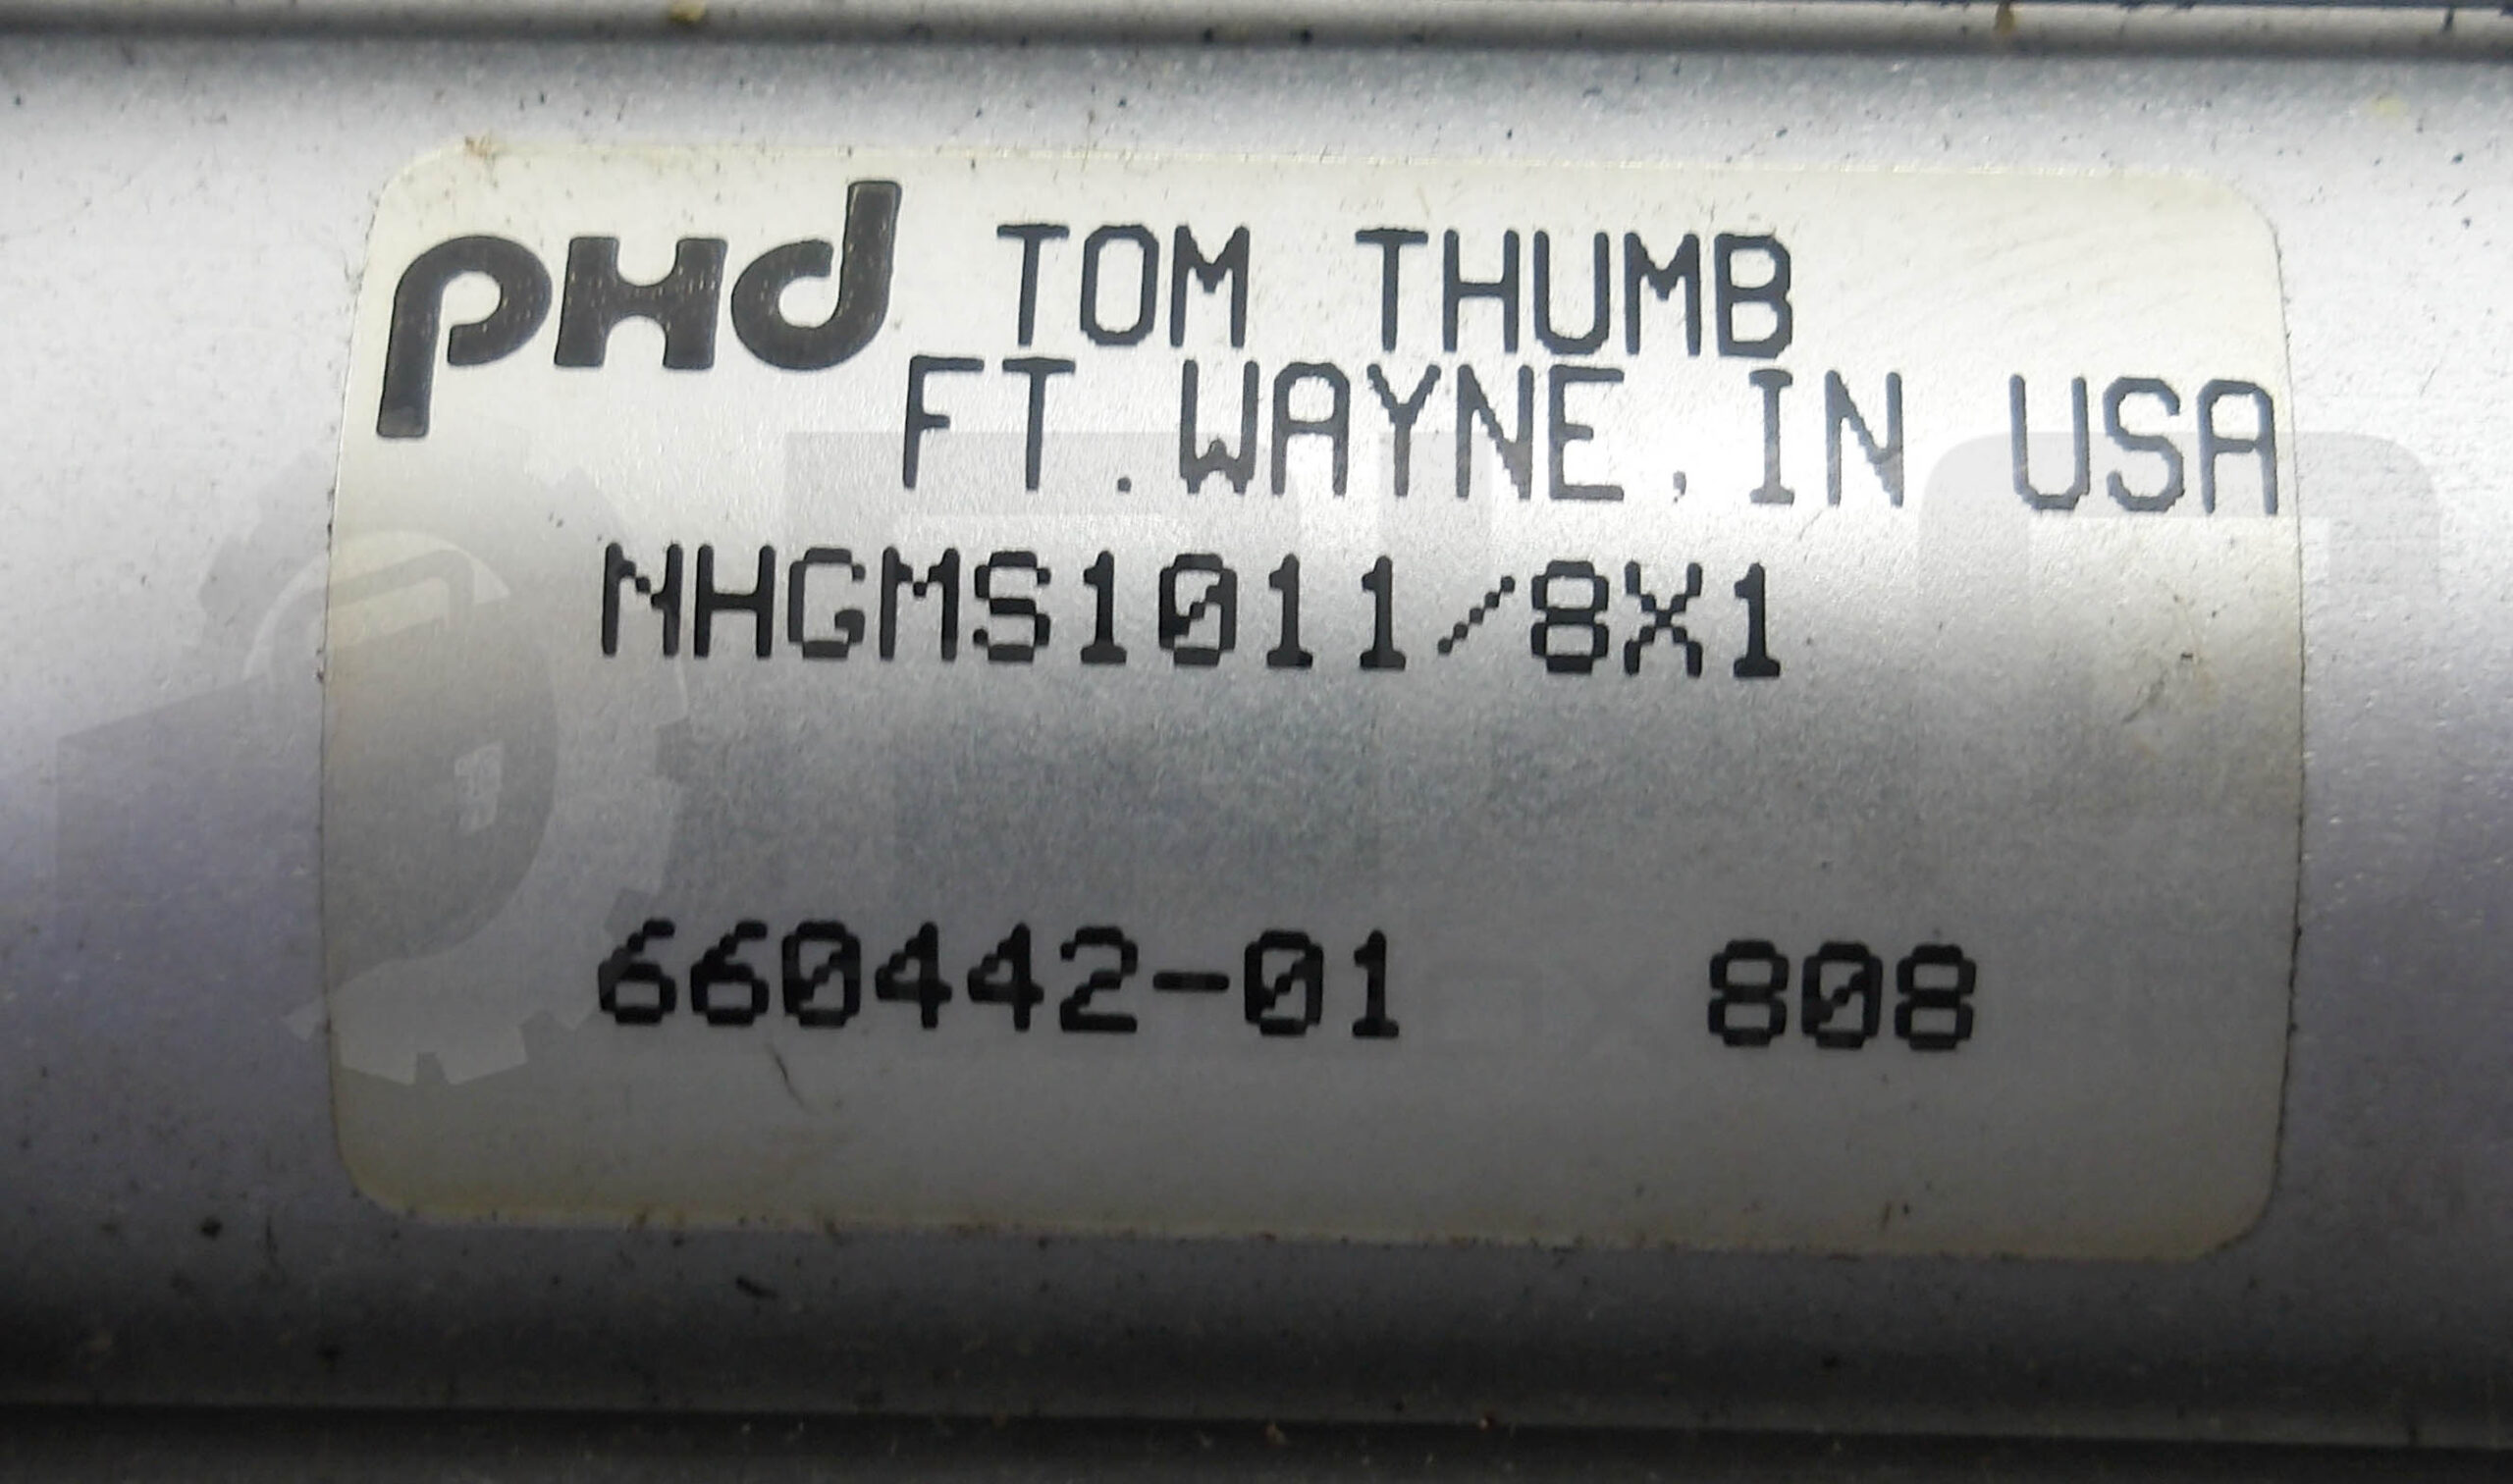 PHD TOM THUMB
FT.WAYNE,IN USA
NHGMS1011/8X1
660442-01 808